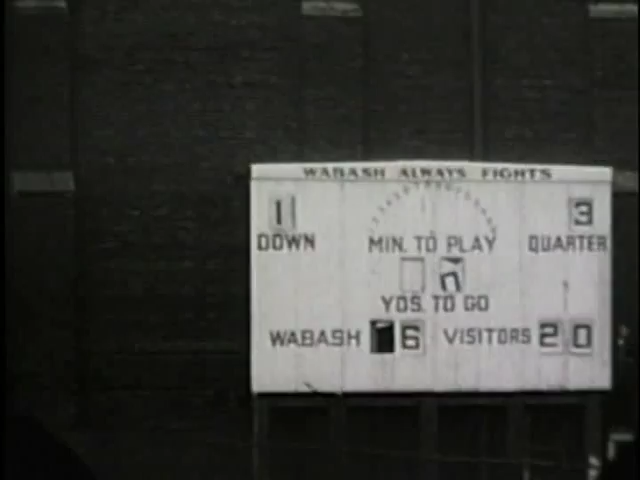 WABASH ALWAYS FIGHTS
1 3
DOWN MIN. TO PLAY QUARTER
YDS. TO GO
WABASH 6 VISITORS 20